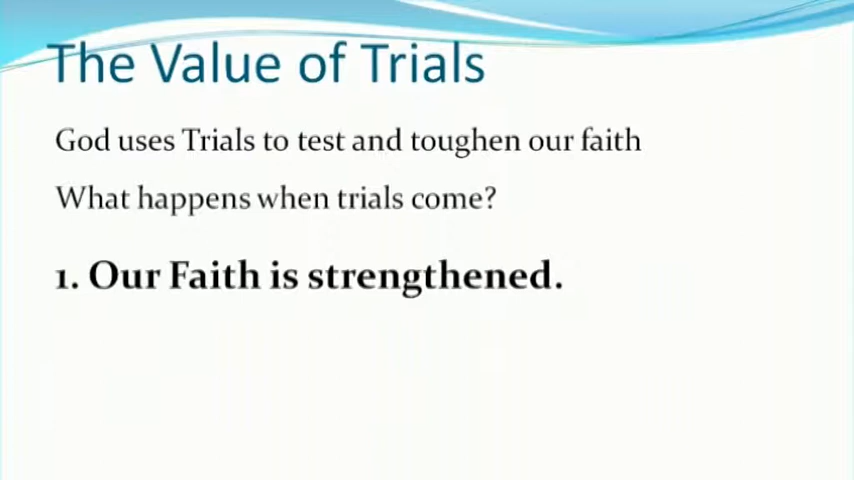 The Value of Trials
God uses Trials to test and toughen our faith
What happens when trials come?
1. Our Faith is strengthened.